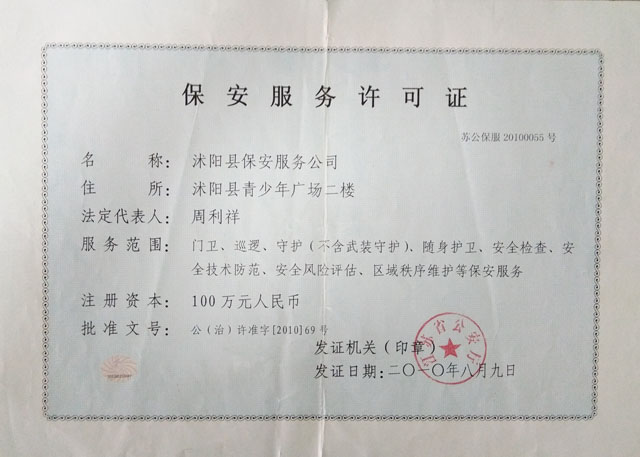 保安服务许可证
苏公保服 20100055 号
名称：沭阳县保安服务公司
住所：沭阳县青少年广场二楼
法定代表人：周利祥
服务范围：门卫、巡逻、守护（不含武装守护）、随身护卫、安全检查、安
全技术防范、安全风险评估、区域秩序维护等保安服务
注册资本：100 万元人民币
批准文号：公（治）许准字[2010]69 号
发证机关（印章）
江苏省公安厅
发证日期：二〇一〇年八月九日